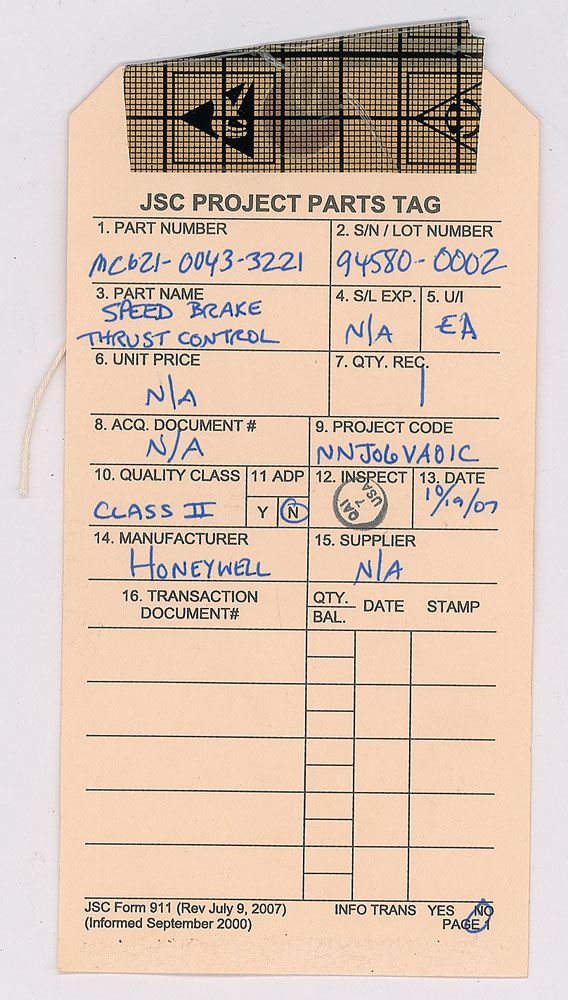 JSC PROJECT PARTS TAG
1. PART NUMBER
MC621-0043-3221
2. S/N / LOT NUMBER
94580-0002
3. PART NAME
SPEED BRAKE
THRUST CONTROL
4. S/L EXP.
N/A
5. U/I
EA
6. UNIT PRICE
N/A
7. QTY. REC.
1
8. ACQ. DOCUMENT #
N/A
9. PROJECT CODE
NNJ06VA01C
10. QUALITY CLASS
CLASS II
11 ADP
Y N
12. INSPECT
QAI
USA
7
13. DATE
10/19/07
14. MANUFACTURER
HONEYWELL
15. SUPPLIER
N/A
16. TRANSACTION
DOCUMENT#
QTY.
BAL.
DATE
STAMP
JSC Form 911 (Rev July 9, 2007)
(Informed September 2000)
INFO TRANS YES NO
PAGE 1